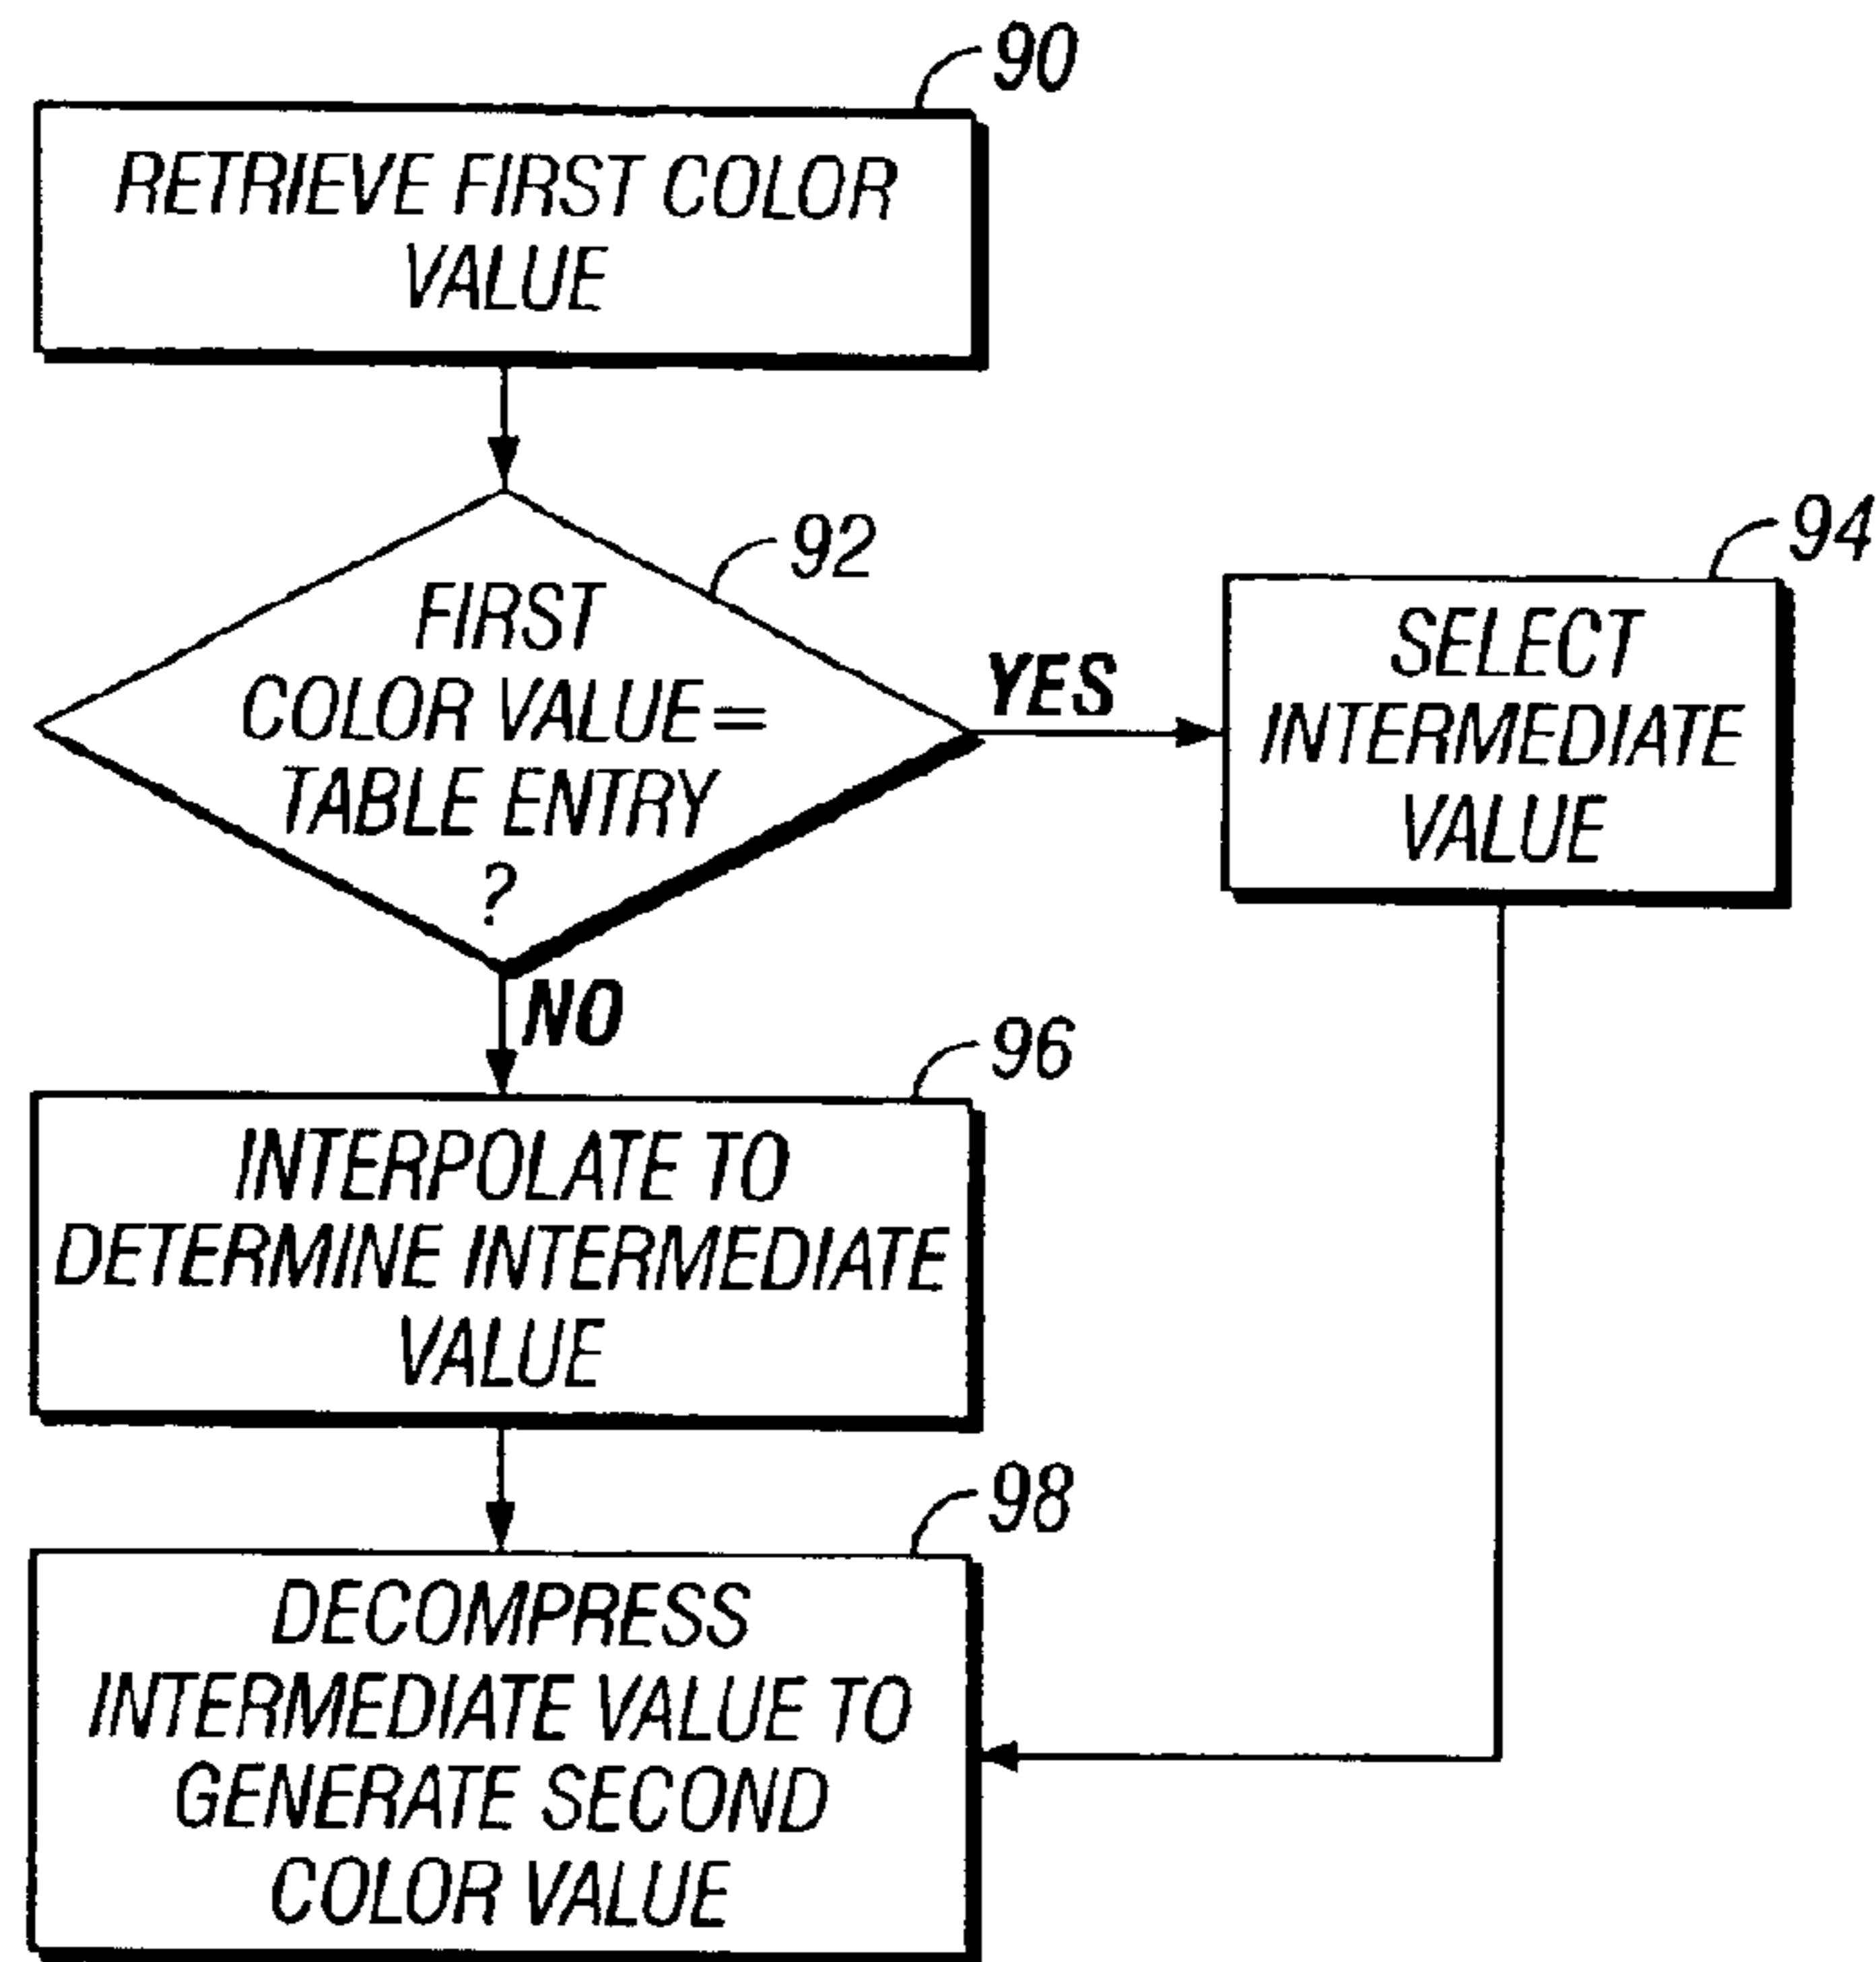 90
RETRIEVE FIRST COLOR
VALUE
92
FIRST
COLOR VALUE=
TABLE ENTRY
?
YES
94
SELECT
INTERMEDIATE
VALUE
NO
96
INTERPOLATE TO
DETERMINE INTERMEDIATE
VALUE
98
DECOMPRESS
INTERMEDIATE VALUE TO
GENERATE SECOND
COLOR VALUE